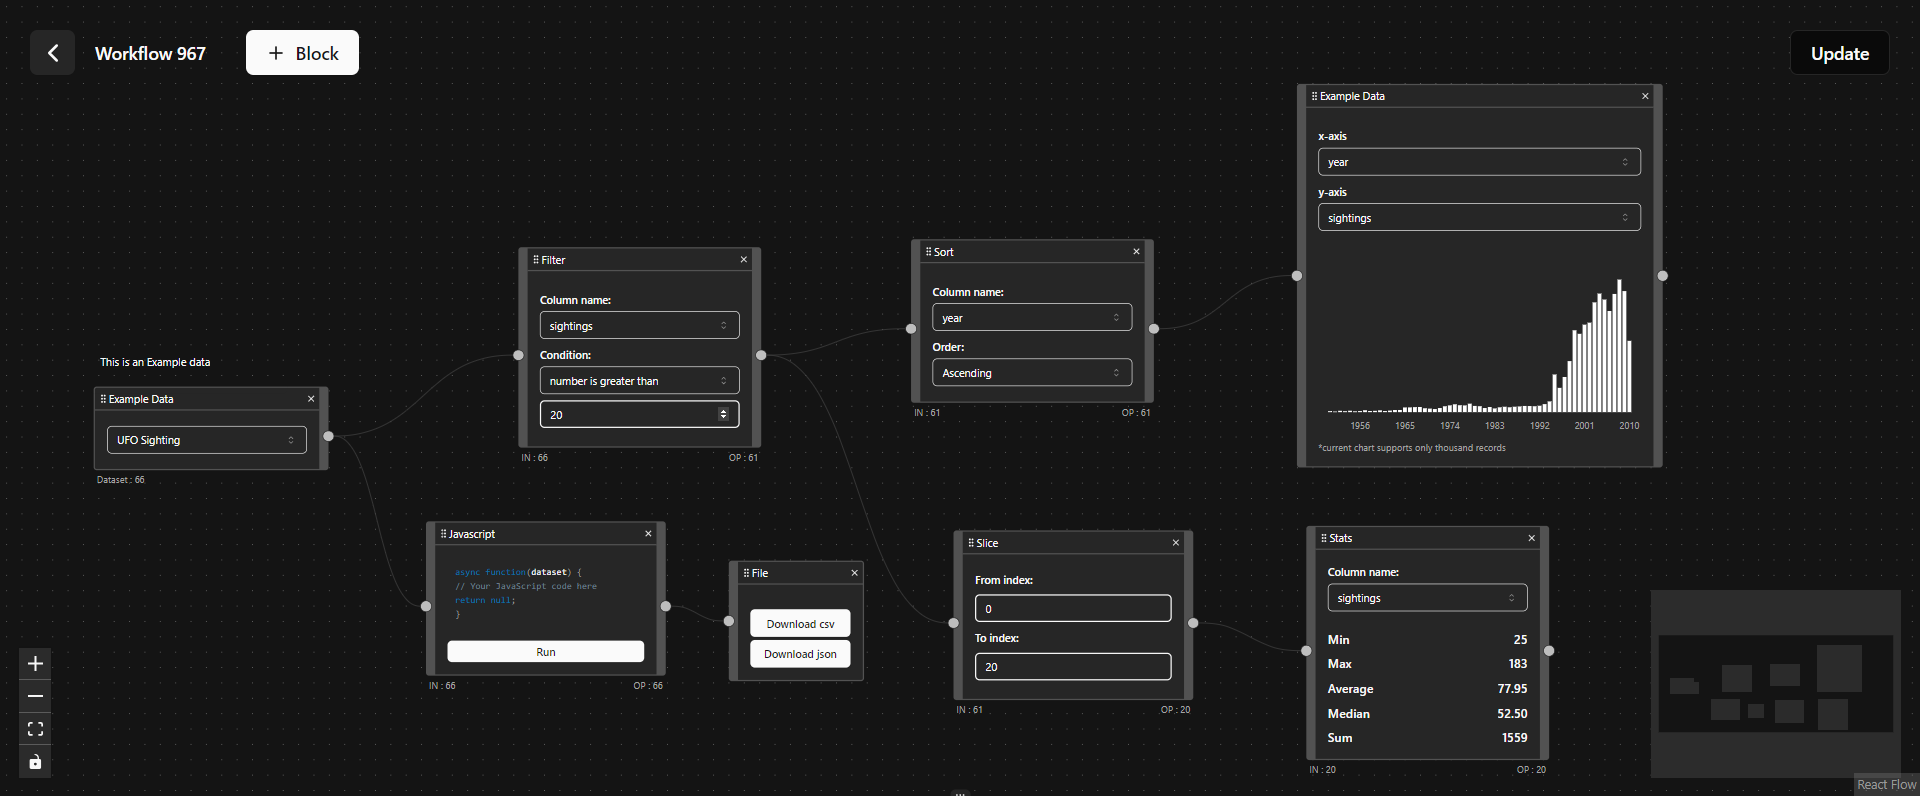 Workflow 967
Block
Update
This is an Example data
Example Data
UFO Sighting
Dataset : 66
Filter
Column name:
sightings
Condition:
number is greater than
20
IN : 66
OP : 61
Sort
Column name:
year
Order:
Ascending
IN : 61
OP : 61
Example Data
x-axis
year
y-axis
sightings
1956 1965 1974 1983 1992 2001 2010
*current chart supports only thousand records
Javascript
async function(dataset) {
// Your JavaScript code here
return null;
}
Run
IN : 66
OP : 66
File
Download csv
Download json
Slice
From index:
0
To index:
20
IN : 61
OP : 20
Stats
Column name:
sightings
Min 25
Max 183
Average 77.95
Median 52.50
Sum 1559
IN : 20
OP : 20
React Flow